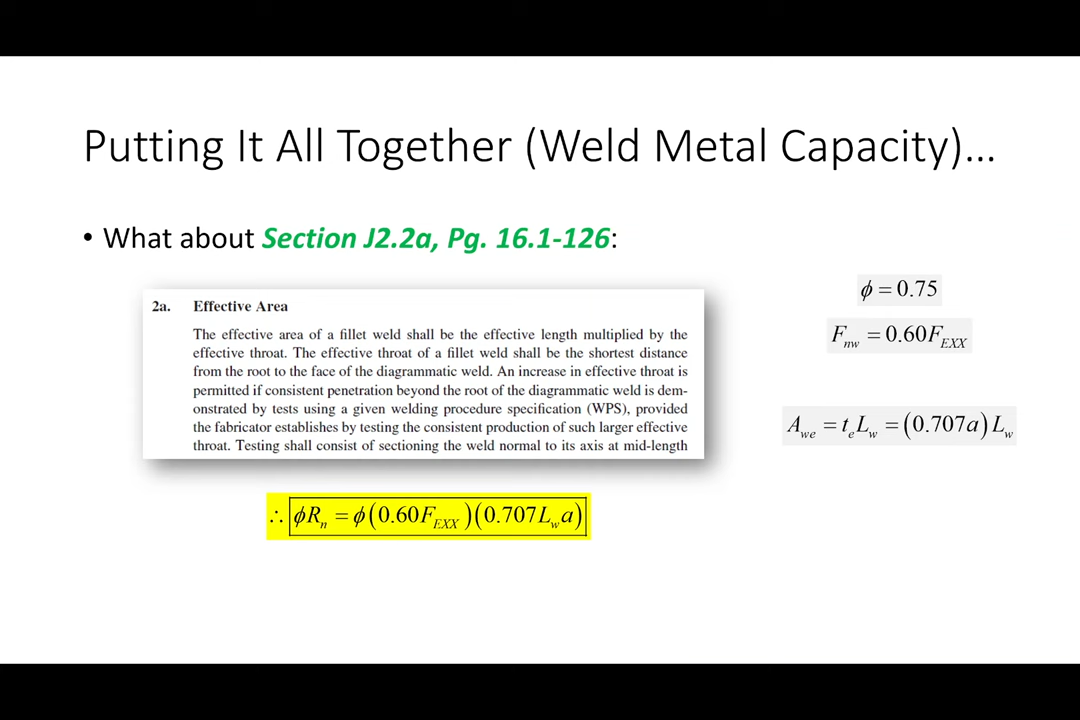 Putting It All Together (Weld Metal Capacity)...
• What about Section J2.2a, Pg. 16.1-126:
2a. Effective Area
The effective area of a fillet weld shall be the effective length multiplied by the
effective throat. The effective throat of a fillet weld shall be the shortest distance
from the root to the face of the diagrammatic weld. An increase in effective throat is
permitted if consistent penetration beyond the root of the diagrammatic weld is dem-
onstrated by tests using a given welding procedure specification (WPS), provided
the fabricator establishes by testing the consistent production of such larger effective
throat. Testing shall consist of sectioning the weld normal to its axis at mid-length
ϕ = 0.75
F_nw = 0.60F_EXX
A_we = t_e L_w = (0.707a) L_w
∴ ϕR_n = ϕ(0.60F_EXX)(0.707L_w a)